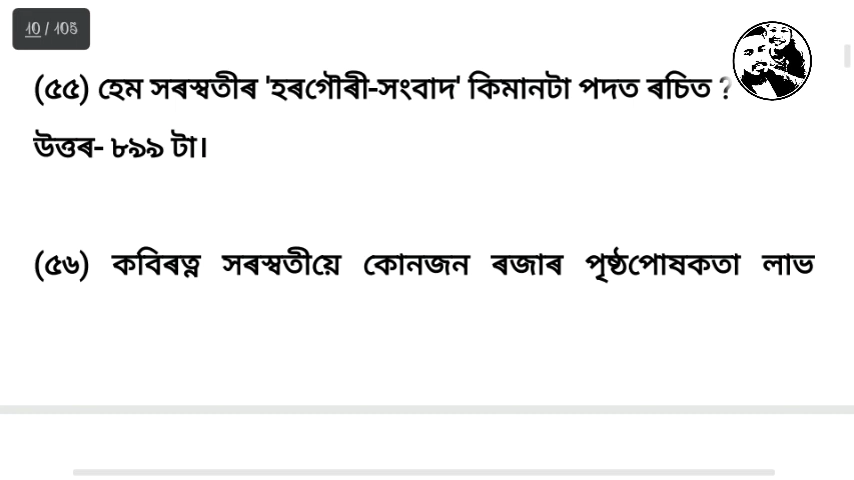 10 / 105
(৫৫) হেম সৰস্বতীৰ 'হৰগৌৰী-সংবাদ' কিমানটা পদত ৰচিত ?
উত্তৰ- ৮৯৯ টা।
(৫৬) কবিৰত্ন সৰস্বতীয়ে কোনজন ৰজাৰ পৃষ্ঠপোষকতা লাভ